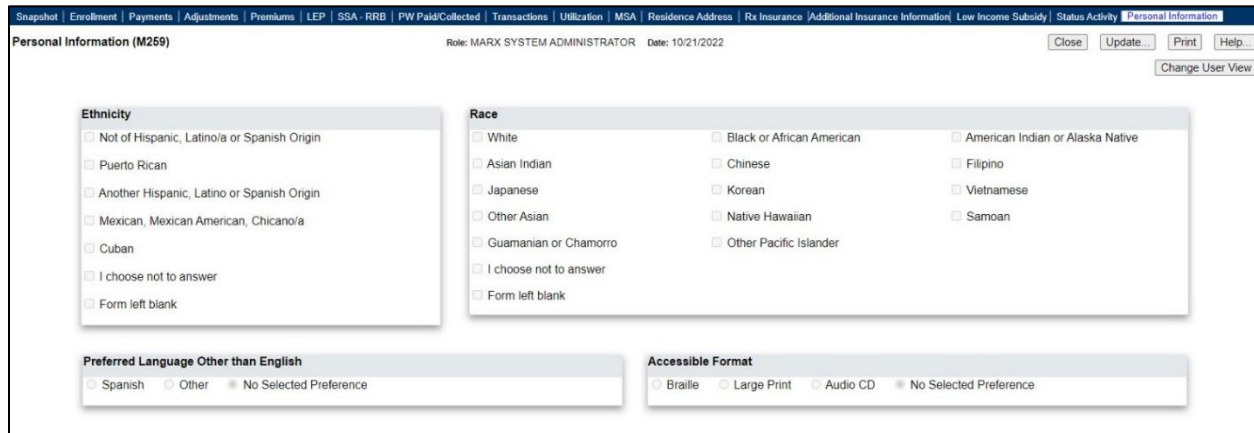 Snapshot | Enrollment | Payments | Adjustments | Premiums | LEP | SSA - RRB | PW Paid/Collected | Transactions | Utilization | MSA | Residence Address | Rx Insurance |Additional Insurance Information| Low Income Subsidy | Status Activity | Personal Information
Personal Information (M259) Role: MARX SYSTEM ADMINISTRATOR Date: 10/21/2022 Close Update... Print Help...
Change User View
Ethnicity
Not of Hispanic, Latino/a or Spanish Origin
Puerto Rican
Another Hispanic, Latino or Spanish Origin
Mexican, Mexican American, Chicano/a
Cuban
I choose not to answer
Form left blank
Race
White Black or African American American Indian or Alaska Native
Asian Indian Chinese Filipino
Japanese Korean Vietnamese
Other Asian Native Hawaiian Samoan
Guamanian or Chamorro Other Pacific Islander
I choose not to answer
Form left blank
Preferred Language Other than English
Spanish Other No Selected Preference
Accessible Format
Braille Large Print Audio CD No Selected Preference